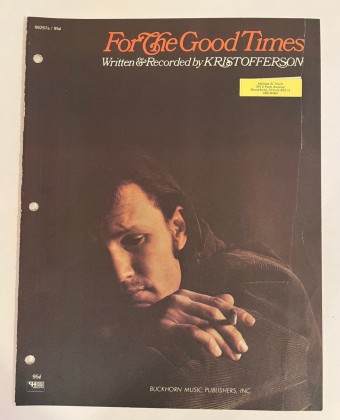 For The Good Times
Written & Recorded by KRISTOFFERSON
BUCKHORN MUSIC PUBLISHERS, INC.